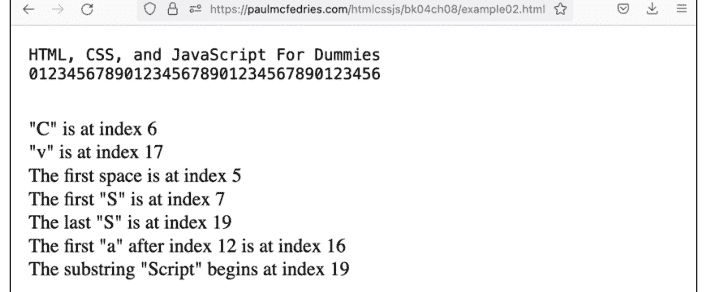 https://paulmcfedries.com/htmlcssjs/bk04ch08/example02.html
HTML, CSS, and JavaScript For Dummies
0123456789012345678901234567890123456
"C" is at index 6
"v" is at index 17
The first space is at index 5
The first "S" is at index 7
The last "S" is at index 19
The first "a" after index 12 is at index 16
The substring "Script" begins at index 19